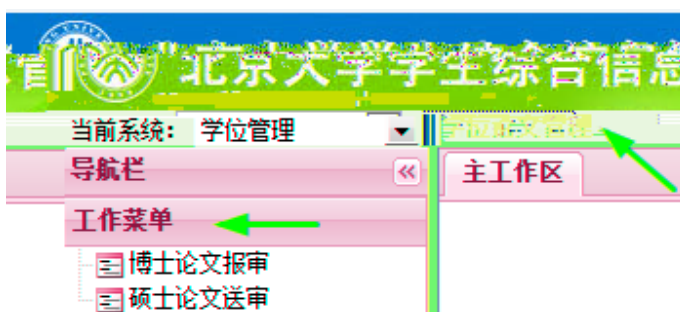 北京大学学生综合信息
当前系统： 学位管理
导航栏
主工作区
工作菜单
博士论文报审
硕士论文送审